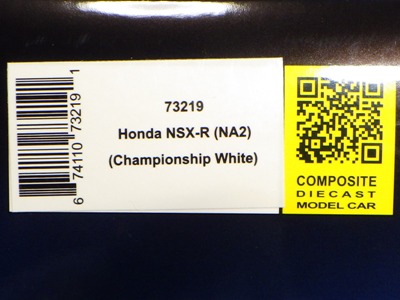 6 74110 73219 1
73219
Honda NSX-R (NA2)
(Championship White)
COMPOSITE
DIECAST
MODEL CAR